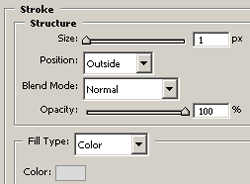 Stroke
Structure
Size: 1 px
Position: Outside
Blend Mode: Normal
Opacity: 100 %
Fill Type: Color
Color: